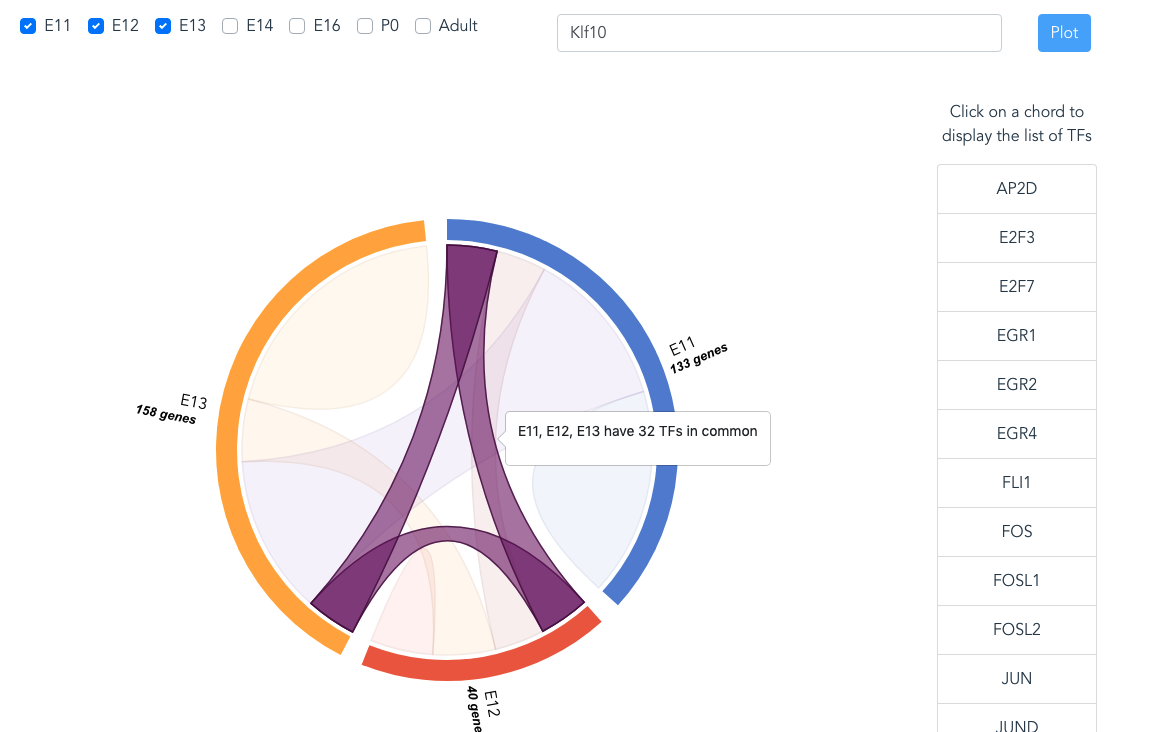 E11 E12 E13 E14 E16 P0 Adult
Klf10
Plot
Click on a chord to
display the list of TFs
AP2D
E2F3
E2F7
EGR1
EGR2
EGR4
FLI1
FOS
FOSL1
FOSL2
JUN
JUND
E11
133 genes
E13
158 genes
E11, E12, E13 have 32 TFs in common
E12
40 gene